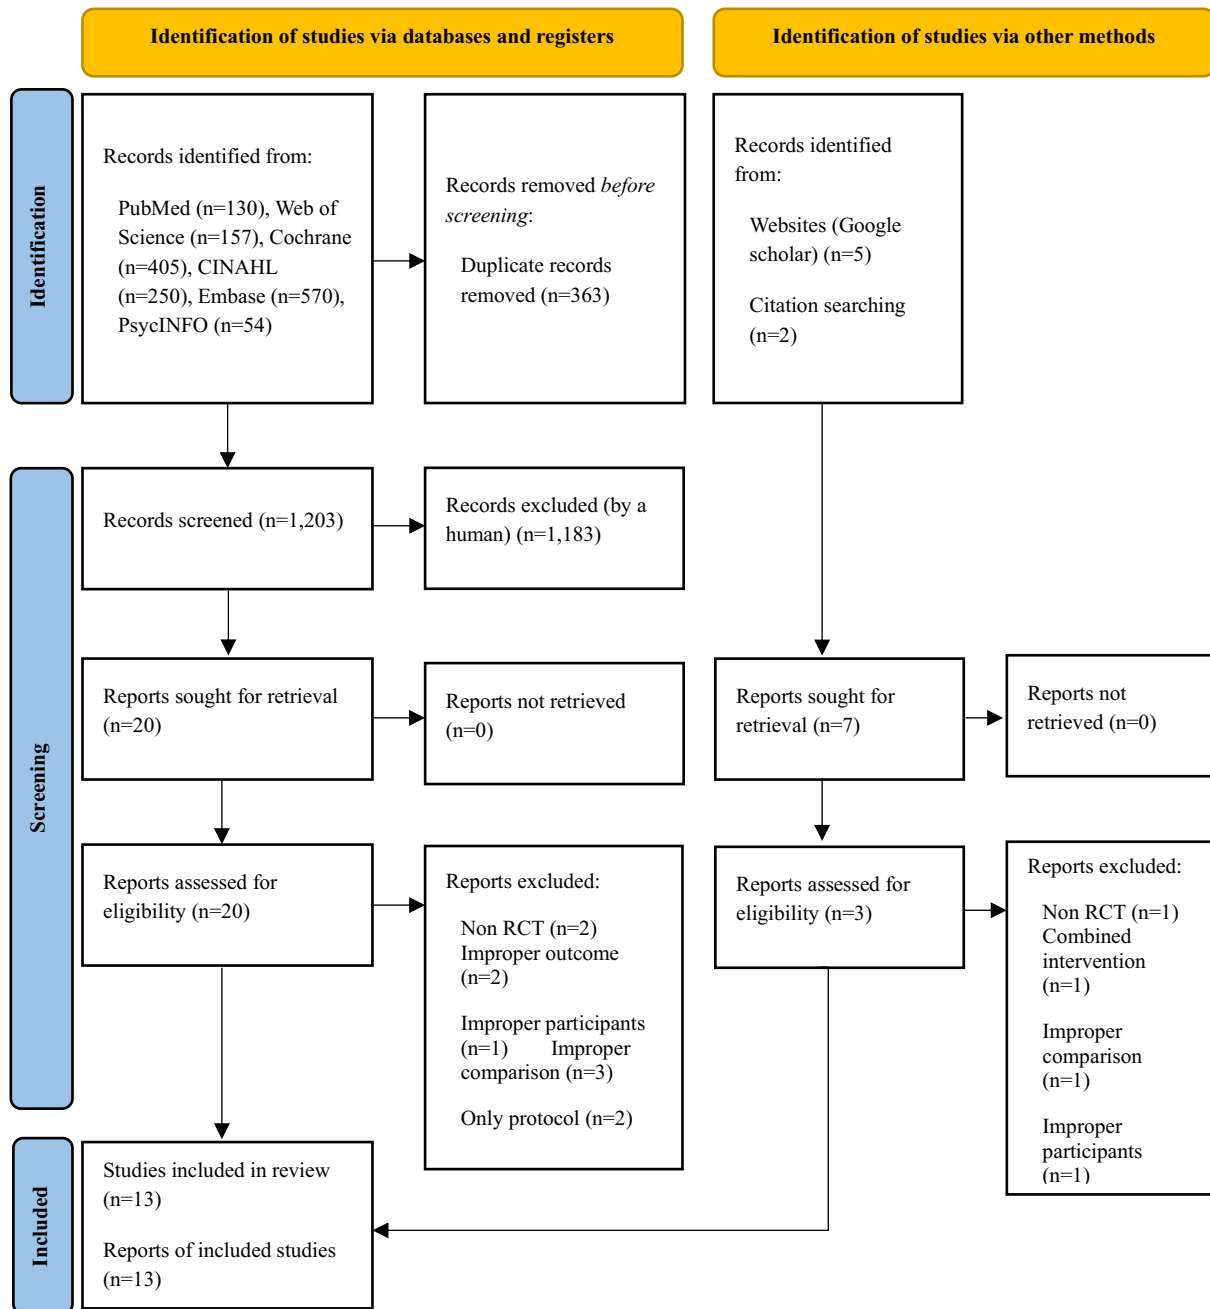 Identification of studies via databases and registers
Identification of studies via other methods
Identification
Records identified from:
PubMed (n=130), Web of
Science (n=157), Cochrane
(n=405), CINAHL
(n=250), Embase (n=570),
PsycINFO (n=54)
Records removed before
screening:
Duplicate records
removed (n=363)
Records identified
from:
Websites (Google
scholar) (n=5)
Citation searching
(n=2)
Screening
Records screened (n=1,203)
Records excluded (by a
human) (n=1,183)
Reports sought for retrieval
(n=20)
Reports not retrieved
(n=0)
Reports sought for
retrieval (n=7)
Reports not
retrieved (n=0)
Reports assessed for
eligibility (n=20)
Reports excluded:
Non RCT (n=2)
Improper outcome
(n=2)
Improper participants
(n=1) Improper
comparison (n=3)
Only protocol (n=2)
Reports assessed for
eligibility (n=3)
Reports excluded:
Non RCT (n=1)
Combined
intervention
(n=1)
Improper
comparison
(n=1)
Improper
participants
(n=1)
Included
Studies included in review
(n=13)
Reports of included studies
(n=13)